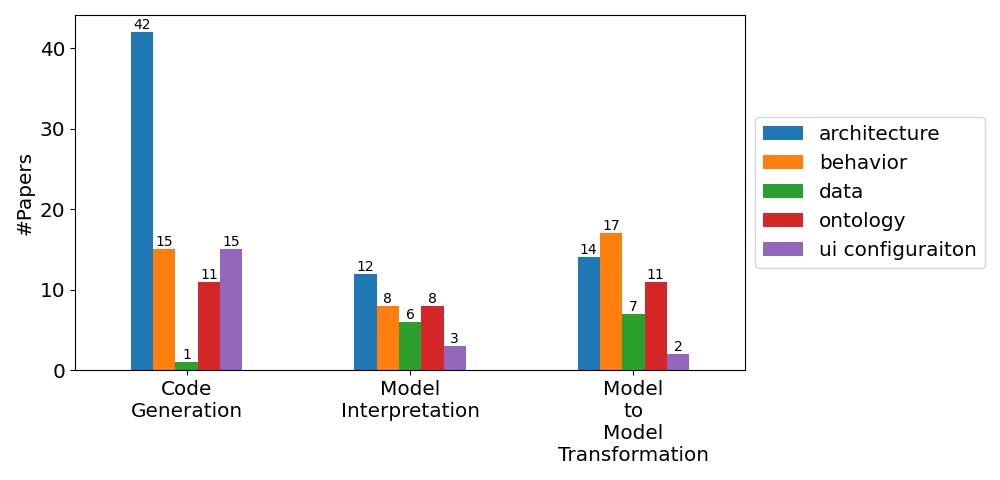 #Papers
40
30
20
10
0
42
15
1
11
15
12
8
6
8
3
14
17
7
11
2
Code
Generation
Model
Interpretation
Model
to
Model
Transformation
architecture
behavior
data
ontology
ui configuraiton